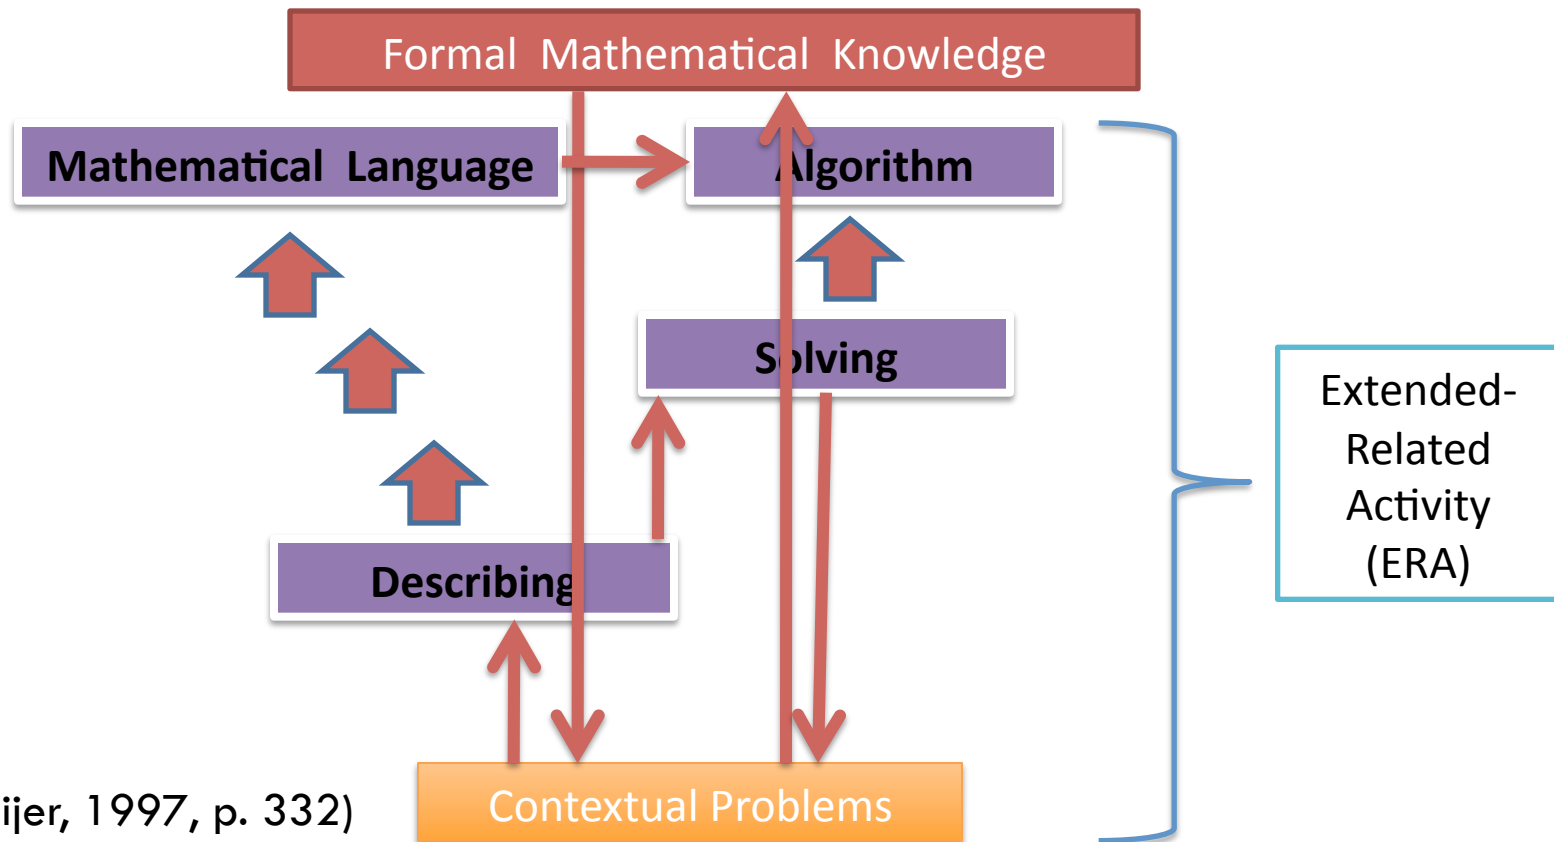 Formal Mathematical Knowledge
Mathematical Language
Algorithm
Solving
Describing
Extended-
Related
Activity
(ERA)
Contextual Problems
ijer, 1997, p. 332)